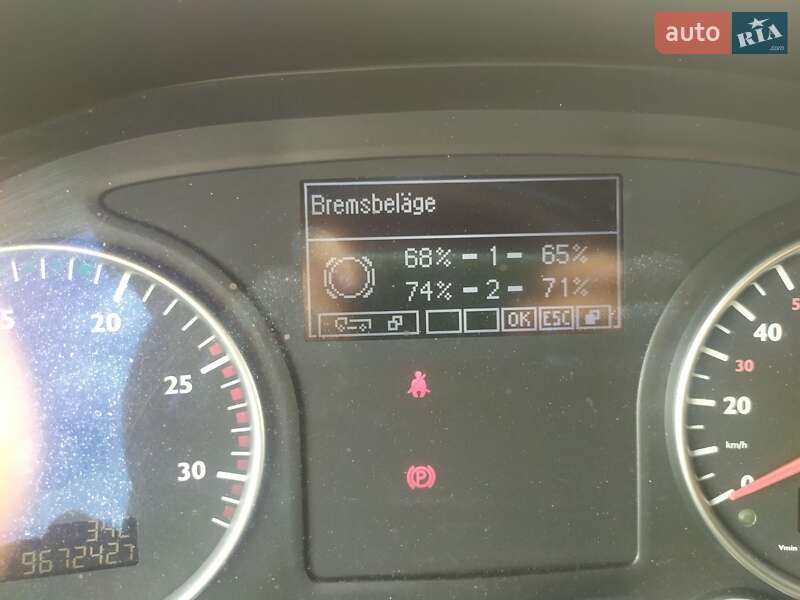 auto RIA
.com
Bremsbeläge
68% - 1 - 65%
74% - 2 - 71%
OK ESC
20
25
30
40
30
20
km/h
0
P
9672427